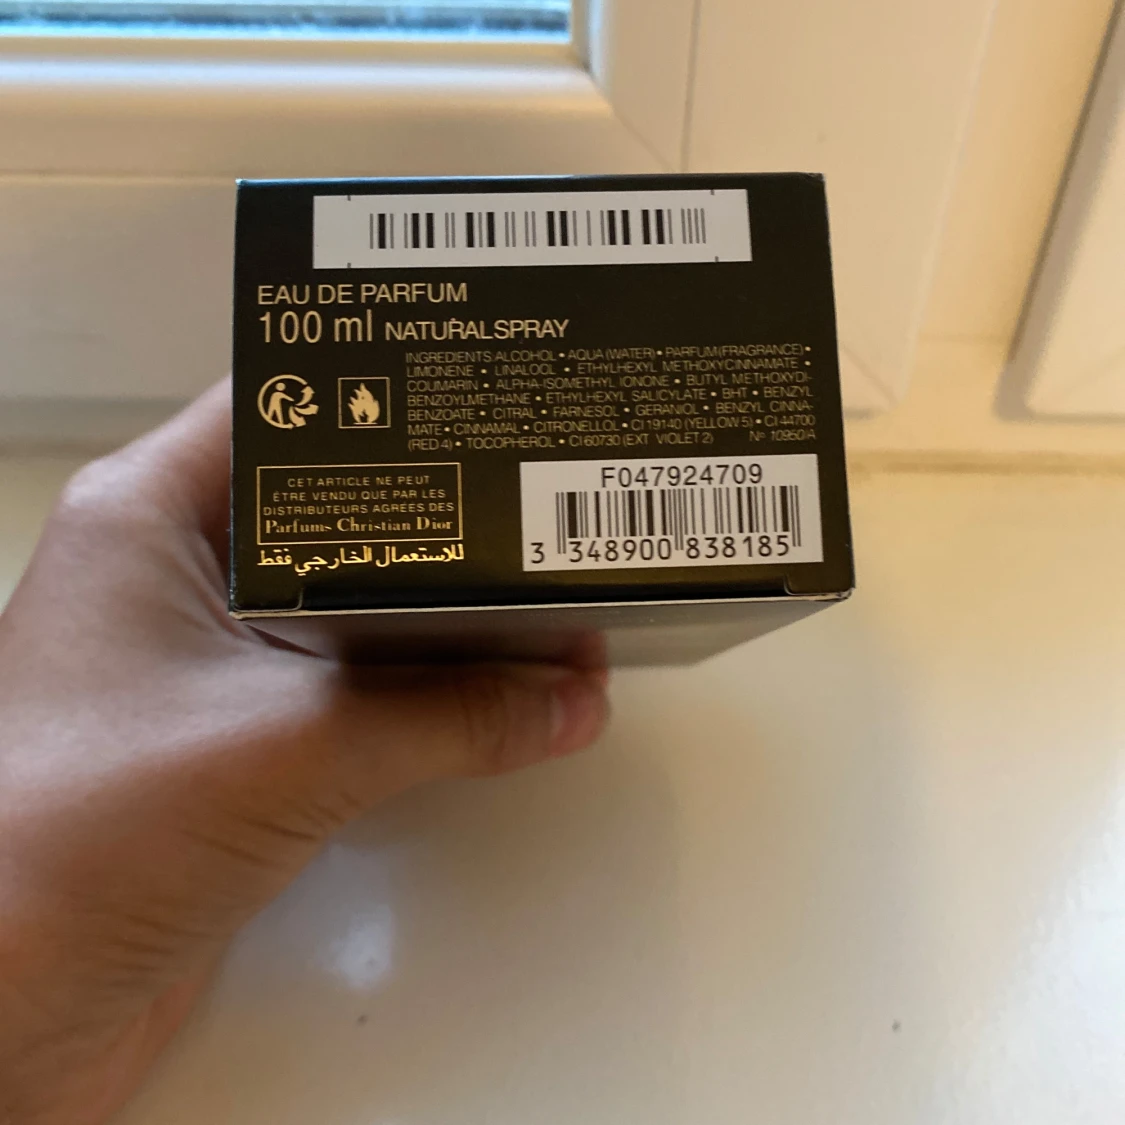 EAU DE PARFUM
100 ml NATURAL SPRAY
INGREDIENTS: ALCOHOL • AQUA (WATER) • PARFUM (FRAGRANCE) •
LIMONENE • LINALOOL • ETHYLHEXYL METHOXYCINNAMATE •
COUMARIN • ALPHA-ISOMETHYL IONONE • BUTYL METHOXYDI-
BENZOYLMETHANE • ETHYLHEXYL SALICYLATE • BHT • BENZYL
BENZOATE • CITRAL • FARNESOL • GERANIOL • BENZYL CINNA-
MATE • CINNAMAL • CITRONELLOL • CI 19140 (YELLOW 5) • CI 44700
(RED 4) • TOCOPHEROL • CI 60730 (EXT VIOLET 2) N° 10950/A
CET ARTICLE NE PEUT
ÊTRE VENDU QUE PAR LES
DISTRIBUTEURS AGRÉÉS DES
Parfums Christian Dior
للاستعمال الخارجي فقط
F047924709
3 348900 838185